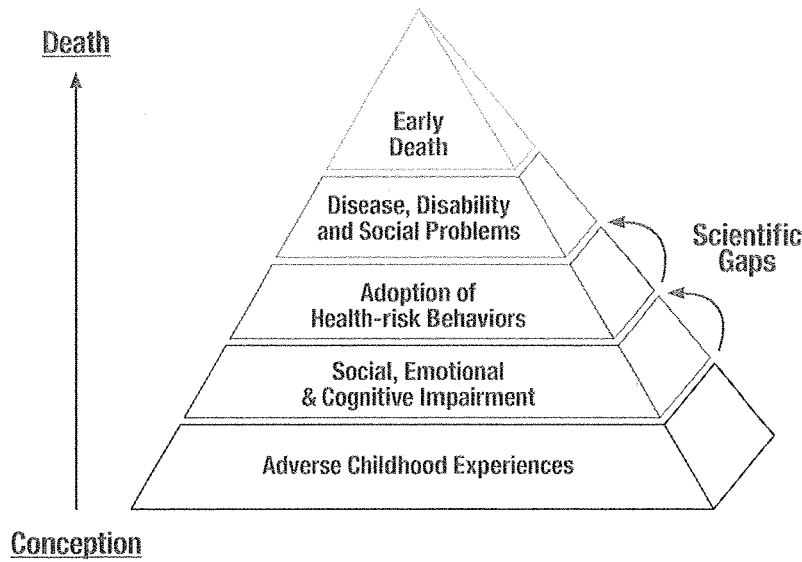 Death
Early
Death
Disease, Disability
and Social Problems
Scientific
Gaps
Adoption of
Health-risk Behaviors
Social, Emotional
& Cognitive Impairment
Adverse Childhood Experiences
Conception